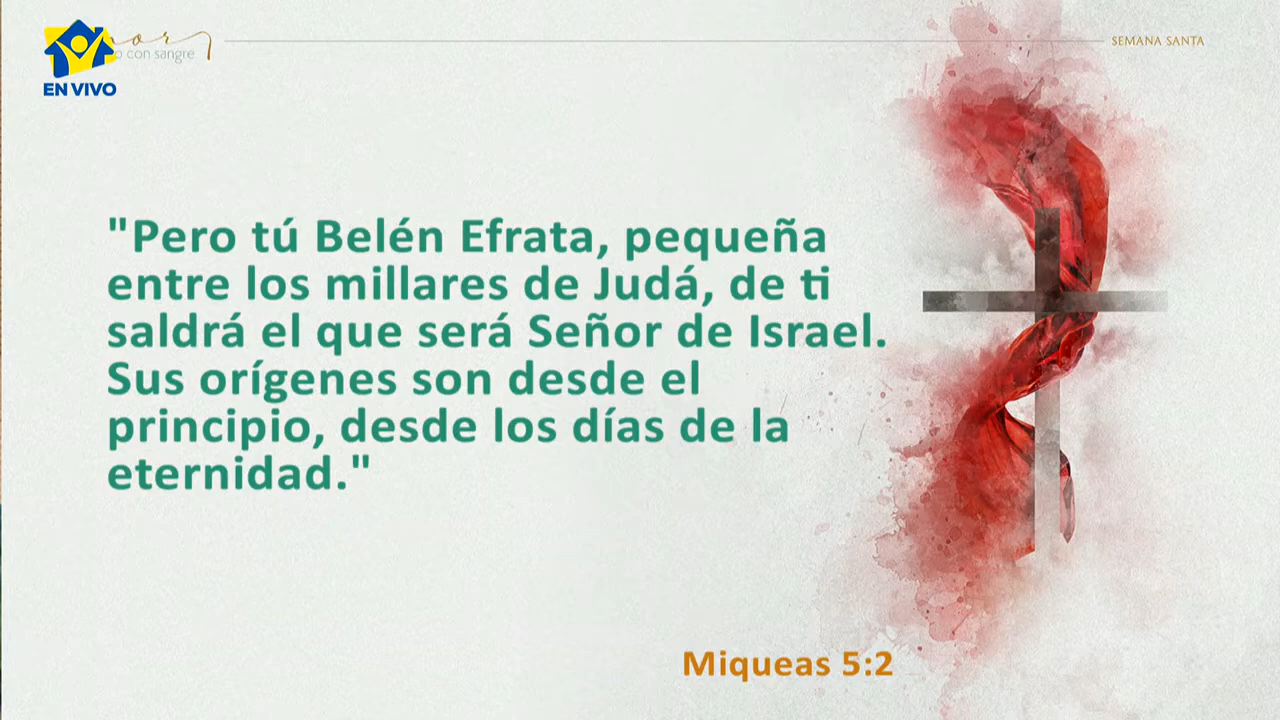 con sangre
SEMANA SANTA
EN VIVO
"Pero tú Belén Efrata, pequeña
entre los millares de Judá, de ti
saldrá el que será Señor de Israel.
Sus orígenes son desde el
principio, desde los días de la
eternidad."
Miqueas 5:2